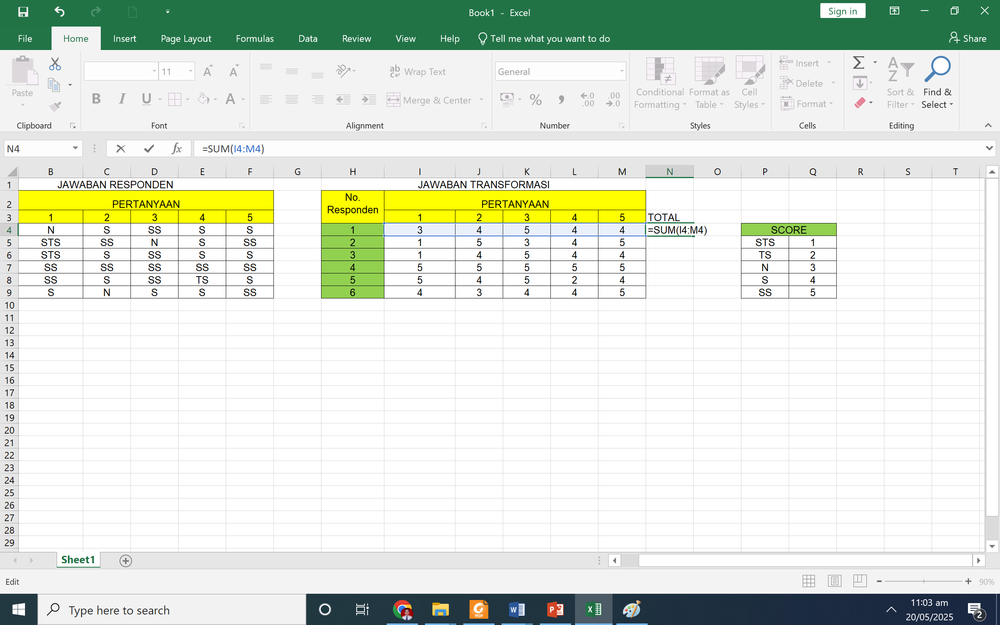 Book1 - Excel
Sign in
File Home Insert Page Layout Formulas Data Review View Help Tell me what you want to do Share
Paste
11
A A
ab
Wrap Text
General
Conditional Formatting
Format as Table
Cell Styles
Insert
Delete
Format
Sort & Filter
Find & Select
B I U
A
Merge & Center
% , .0 .00 .00 .0
Clipboard Font Alignment Number Styles Cells Editing
N4 fx =SUM(I4:M4)
B C D E F G H I J K L M N O P Q R S T
1 JAWABAN RESPONDEN JAWABAN TRANSFORMASI
2 PERTANYAAN No. Responden PERTANYAAN
3 1 2 3 4 5 1 2 3 4 5 TOTAL
4 N S SS S S 1 3 4 5 4 4 =SUM(I4:M4) SCORE
5 STS SS N S SS 2 1 5 3 4 5 STS 1
6 STS S SS S S 3 1 4 5 4 4 TS 2
7 SS SS SS SS SS 4 5 5 5 5 5 N 3
8 SS S SS TS S 5 5 4 5 2 4 S 4
9 S N S S SS 6 4 3 4 4 5 SS 5
10
11
12
13
14
15
16
17
18
19
20
21
22
23
24
25
26
27
28
29
Sheet1
Edit
90%
Type here to search
PDF
W
P
X
11:03 am
20/05/2025
2